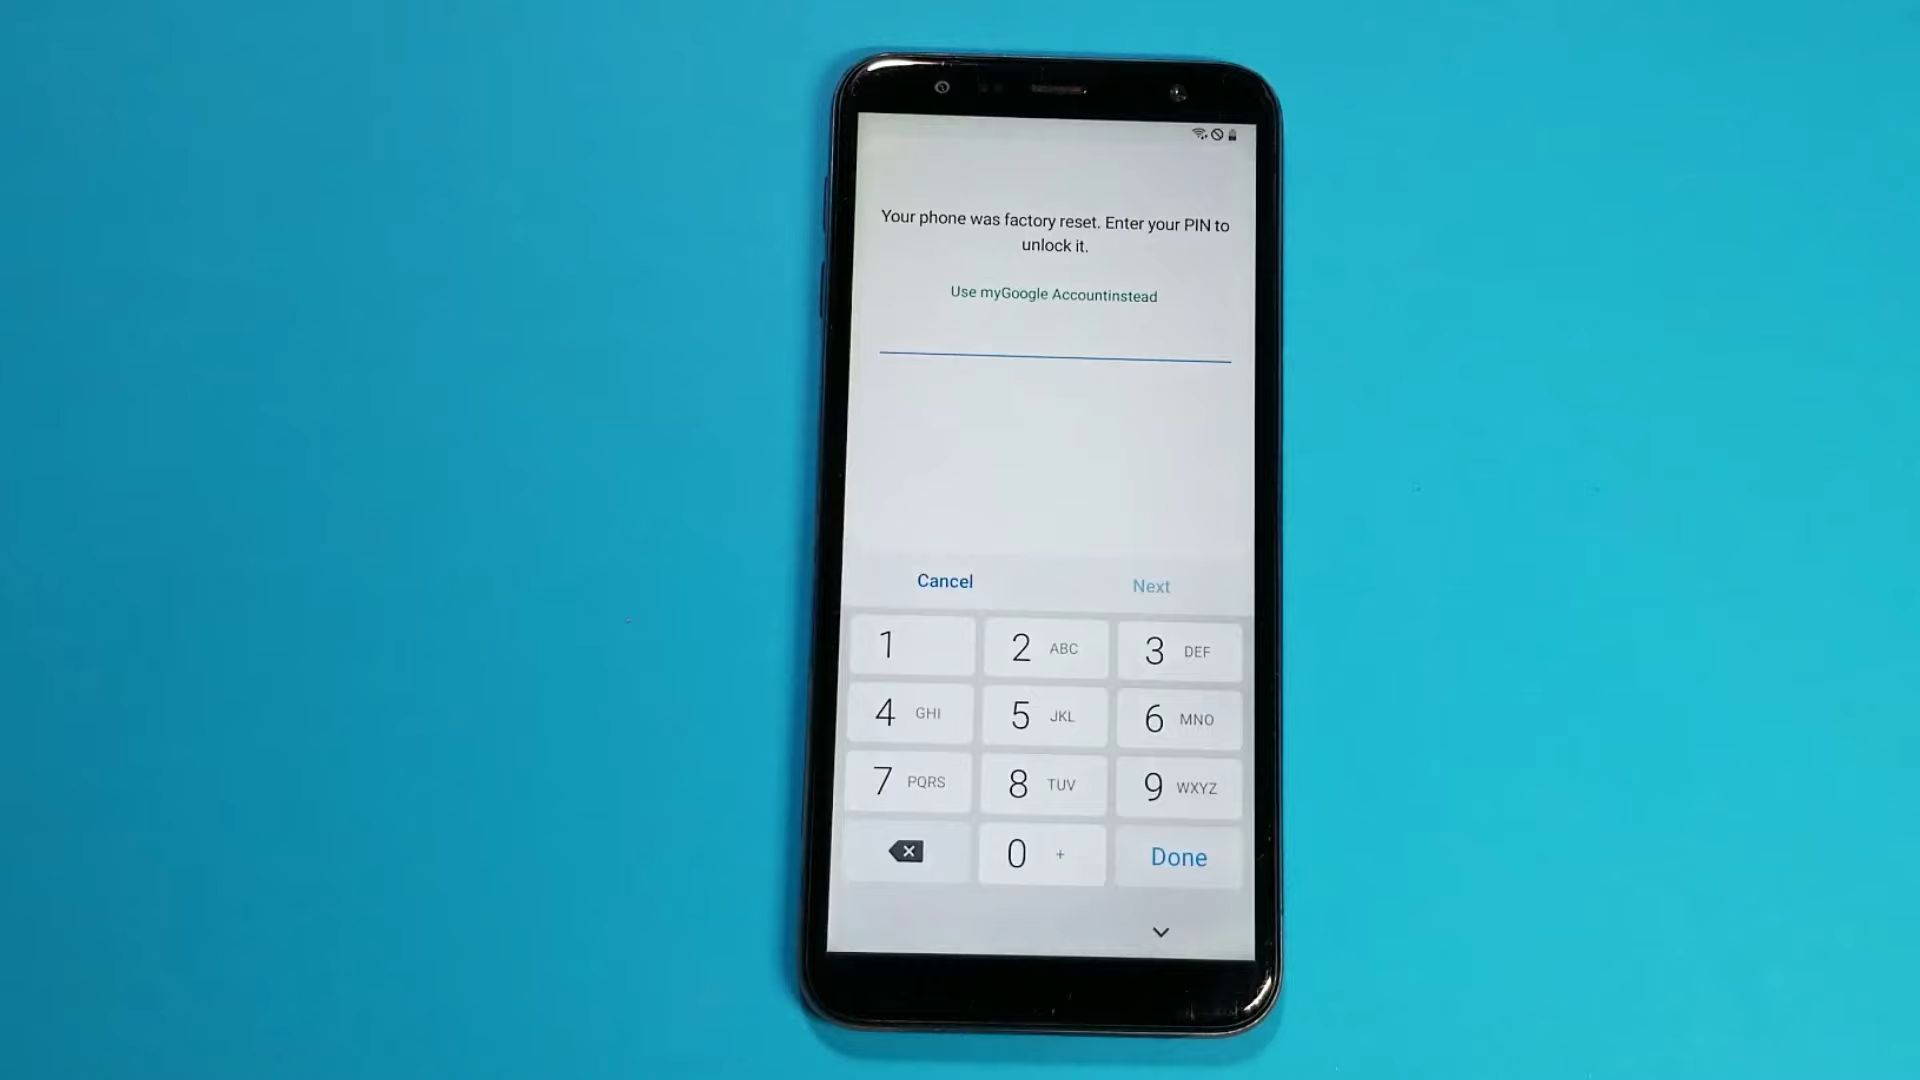 Your phone was factory reset. Enter your PIN to
unlock it.
Use myGoogle Accountinstead
Cancel Next
1 2 ABC 3 DEF
4 GHI 5 JKL 6 MNO
7 PQRS 8 TUV 9 WXYZ
0 + Done